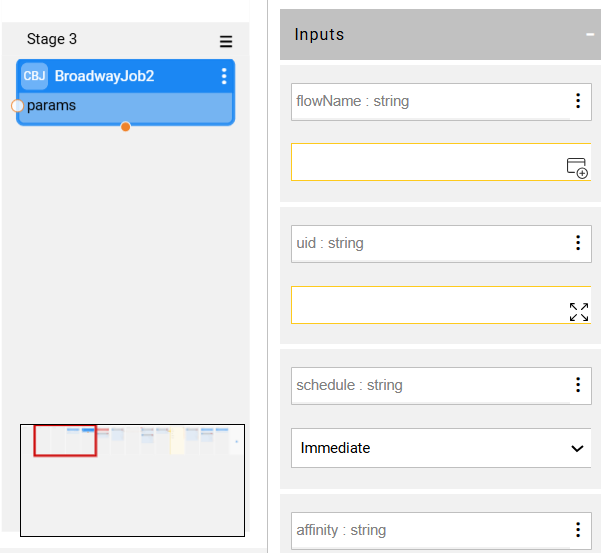 Stage 3
CBJ BroadwayJob2
params
Inputs
flowName : string
uid : string
schedule : string
Immediate
affinity : string